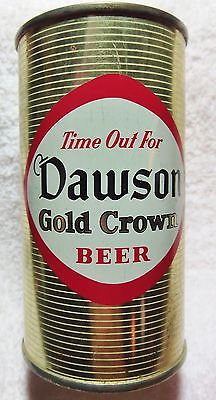 Time Out For
Dawson
Gold Crown
BEER